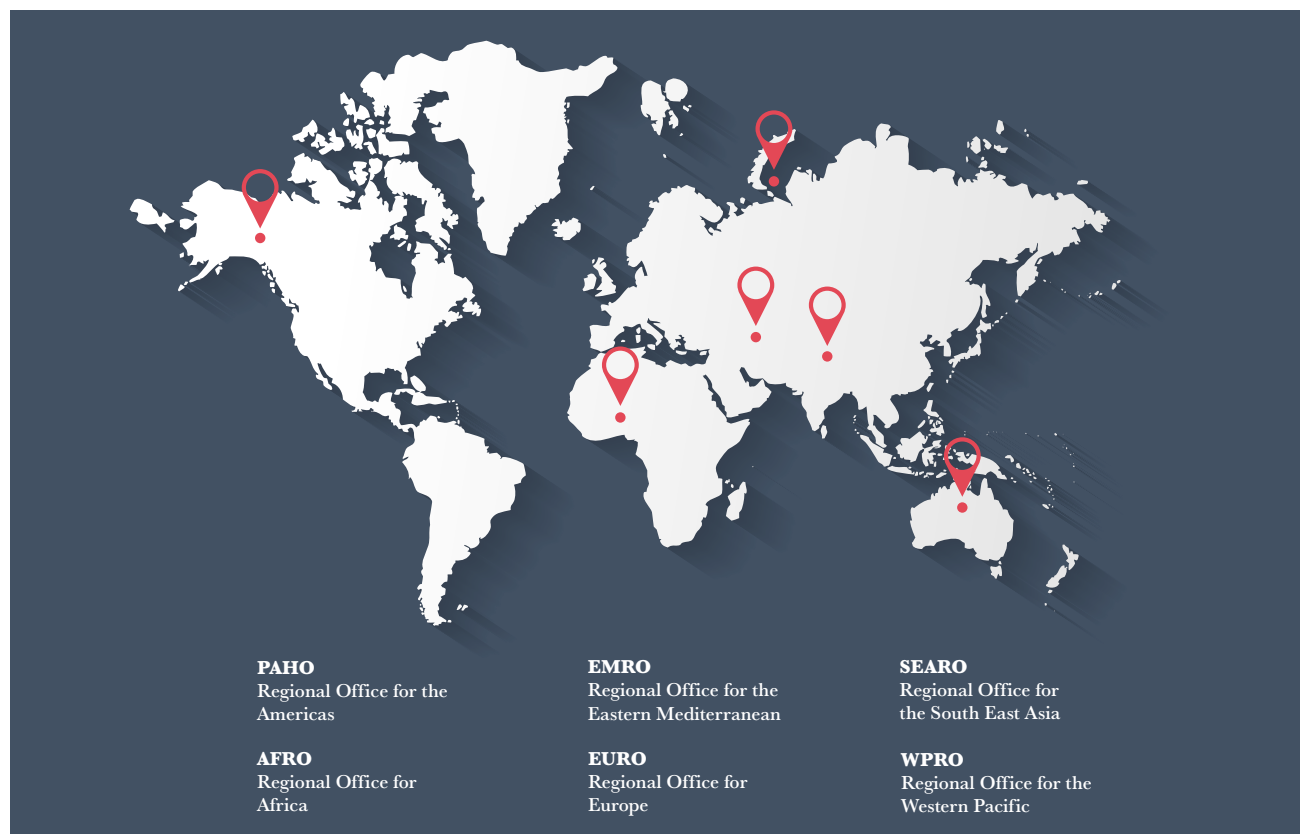 PAHO
Regional Office for the
Americas
EMRO
Regional Office for the
Eastern Mediterranean
SEARO
Regional Office for
the South East Asia
AFRO
Regional Office for
Africa
EURO
Regional Office for
Europe
WPRO
Regional Office for the
Western Pacific